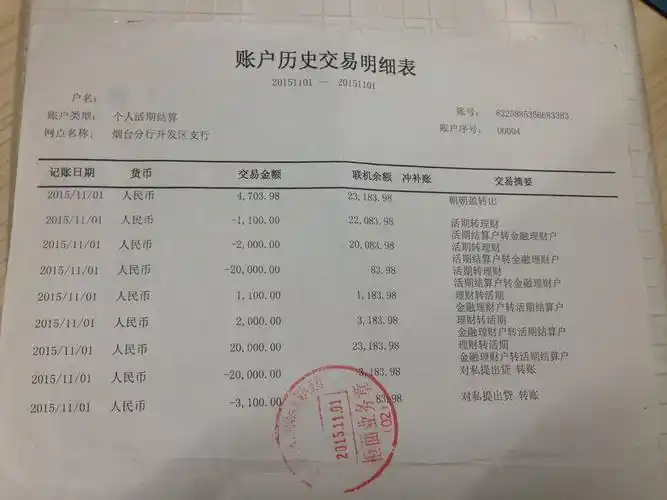 账户历史交易明细表
20151101 — 20151101
户名:
账户类型: 个人活期结算 账号: 6225885356683383
网点名称: 烟台分行开发区支行 账户序号: 00004
记账日期 货币 交易金额 联机余额 冲补账 交易摘要
2015/11/01 人民币 4,703.98 23,183.98 朝朝盈转出
2015/11/01 人民币 -1,100.00 22,083.98 活期转理财
活期结算户转金融理财户
2015/11/01 人民币 -2,000.00 20,083.98 活期转理财
活期结算户转金融理财户
2015/11/01 人民币 -20,000.00 83.98 活期转理财
活期结算户转金融理财户
2015/11/01 人民币 1,100.00 1,183.98 理财转活期
金融理财户转活期结算户
2015/11/01 人民币 2,000.00 3,183.98 理财转活期
金融理财户转活期结算户
2015/11/01 人民币 20,000.00 23,183.98 理财转活期
金融理财户转活期结算户
2015/11/01 人民币 -20,000.00 3,183.98 对私提出贷 转账
2015/11/01 人民币 -3,100.00 83.98 对私提出贷 转账
2015.11.01
柜面业务章
(02)